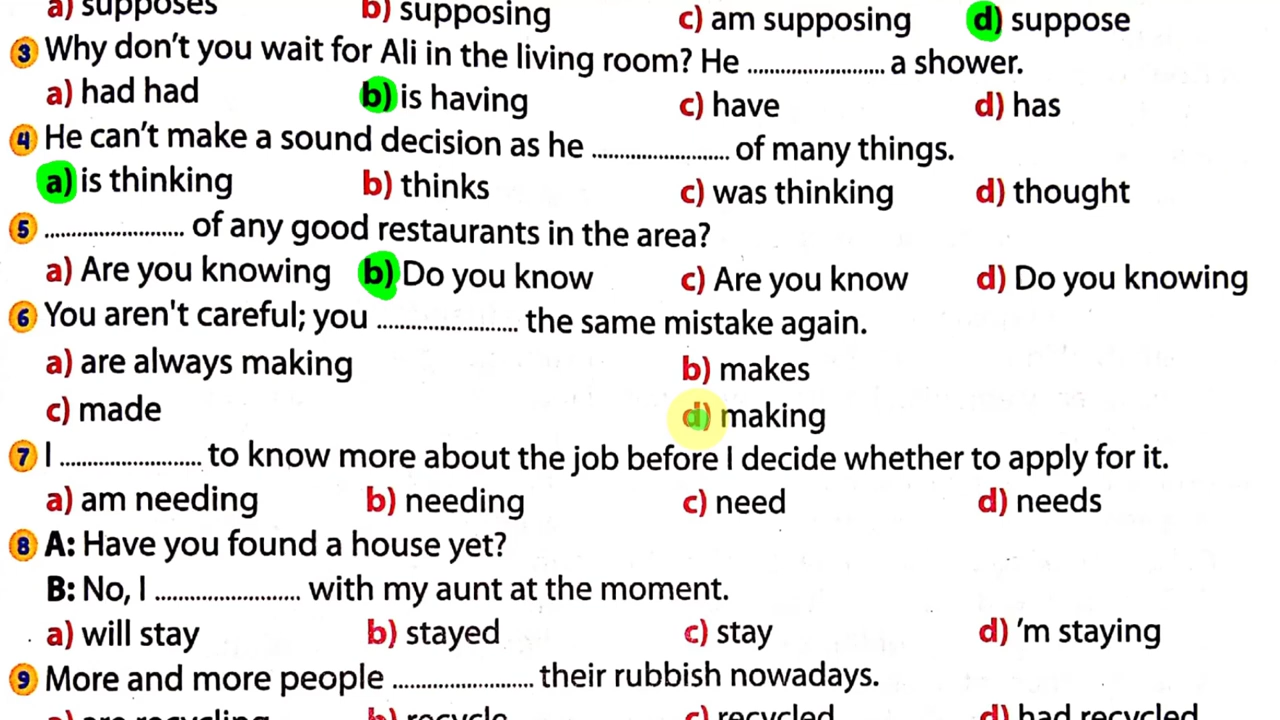 a) supposes b) supposing c) am supposing d) suppose
3 Why don't you wait for Ali in the living room? He ........................ a shower.
a) had had b) is having c) have d) has
4 He can't make a sound decision as he ........................ of many things.
a) is thinking b) thinks c) was thinking d) thought
5 ........................ of any good restaurants in the area?
a) Are you knowing b) Do you know c) Are you know d) Do you knowing
6 You aren't careful; you ........................ the same mistake again.
a) are always making b) makes
c) made d) making
7 I ........................ to know more about the job before I decide whether to apply for it.
a) am needing b) needing c) need d) needs
8 A: Have you found a house yet?
B: No, I ........................ with my aunt at the moment.
a) will stay b) stayed c) stay d) 'm staying
9 More and more people ........................ their rubbish nowadays.
a) are recycling b) recycle c) recycled d) had recycled